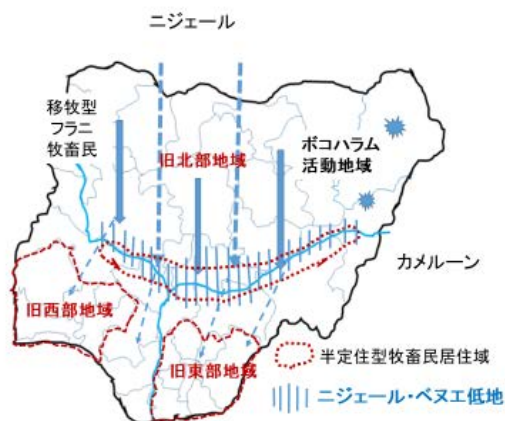 ニジェール
移牧型
フラニ
牧畜民
旧北部地域
ボコハラム
活動地域
カメルーン
旧西部地域
旧東部地域
半定住型牧畜民居住域
ニジェール・ベヌエ低地